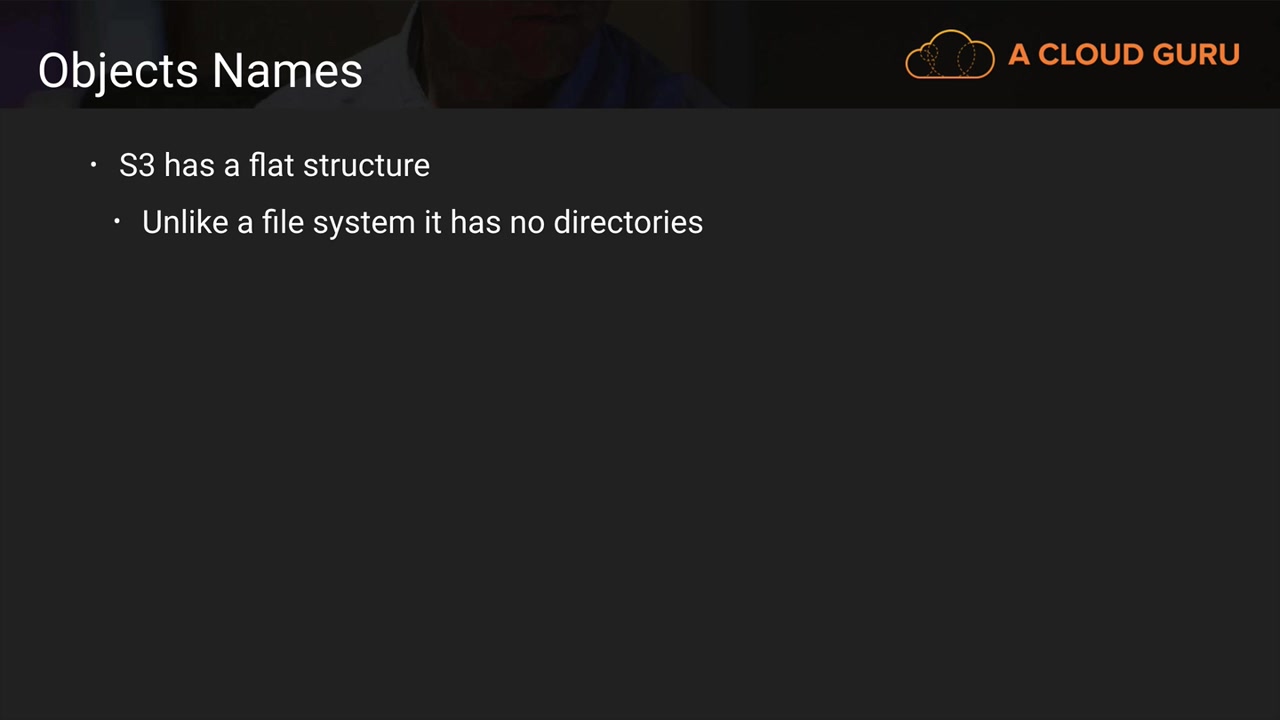 Objects Names
A CLOUD GURU
• S3 has a flat structure
• Unlike a file system it has no directories